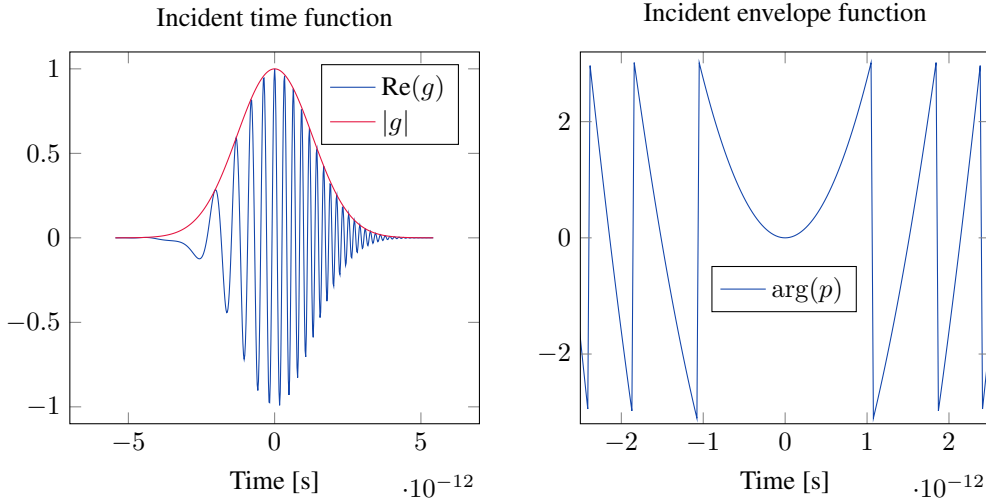 Incident time function
1
0.5
0
−0.5
−1
−5
0
5
Time [s]
·10−12
Re(g)
|g|
Incident envelope function
2
0
−2
−2
−1
0
1
2
Time [s]
·10−12
arg(p)